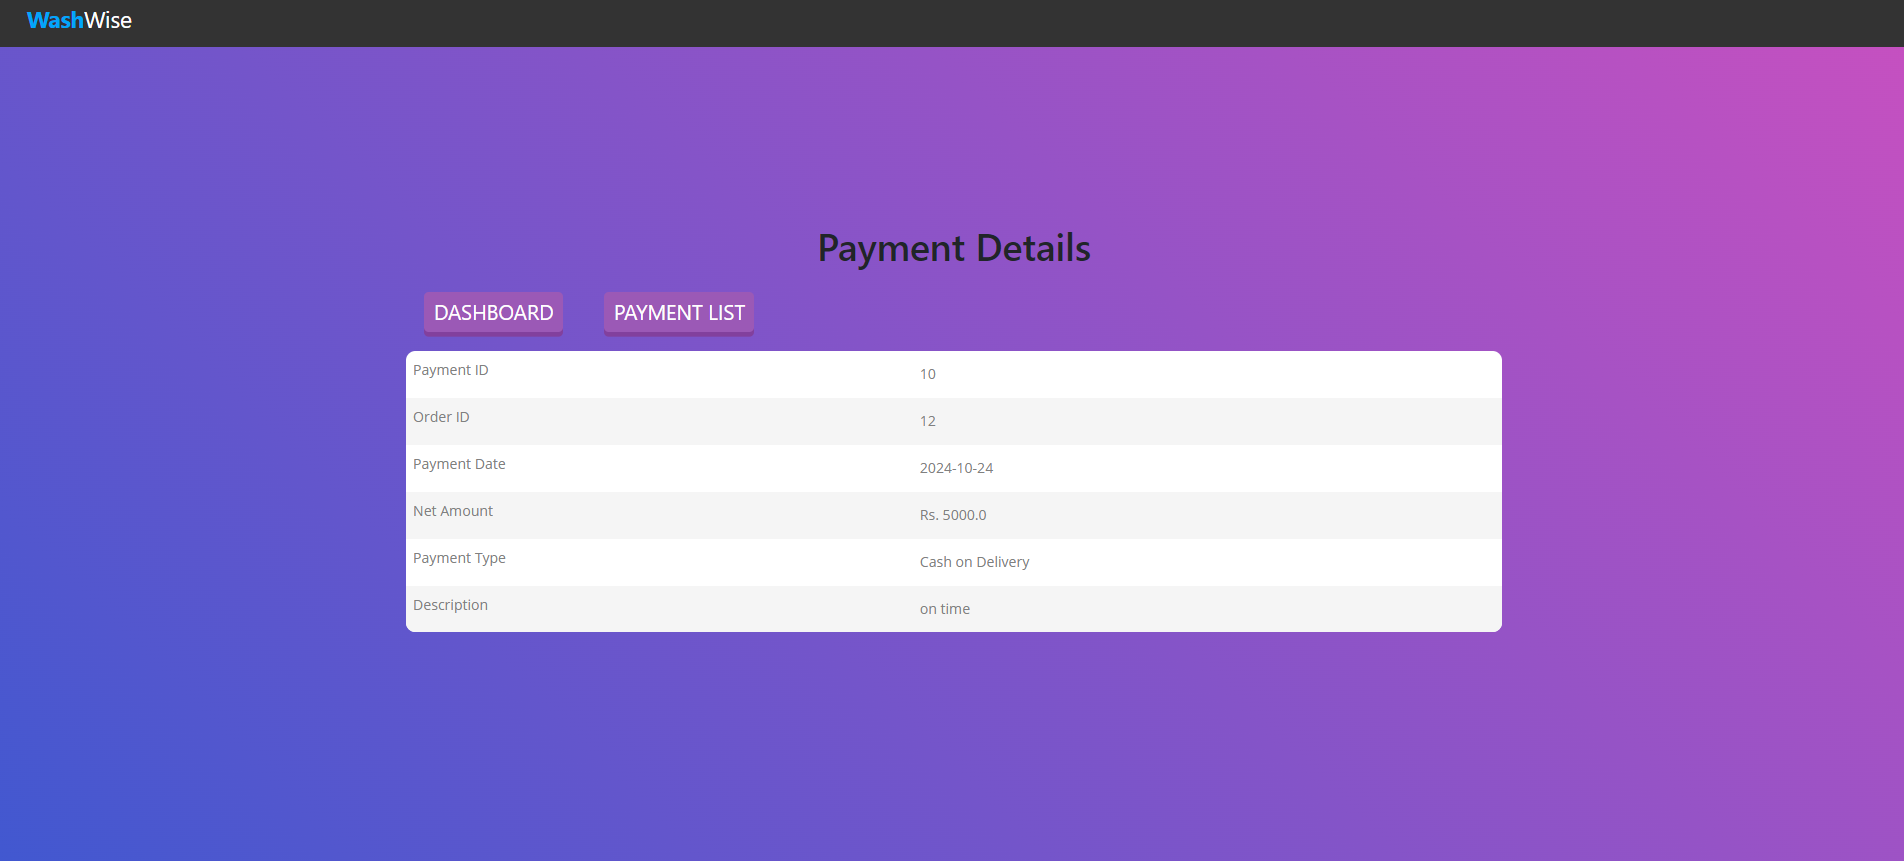 WashWise
Payment Details
DASHBOARD PAYMENT LIST
Payment ID 10
Order ID 12
Payment Date 2024-10-24
Net Amount Rs. 5000.0
Payment Type Cash on Delivery
Description on time